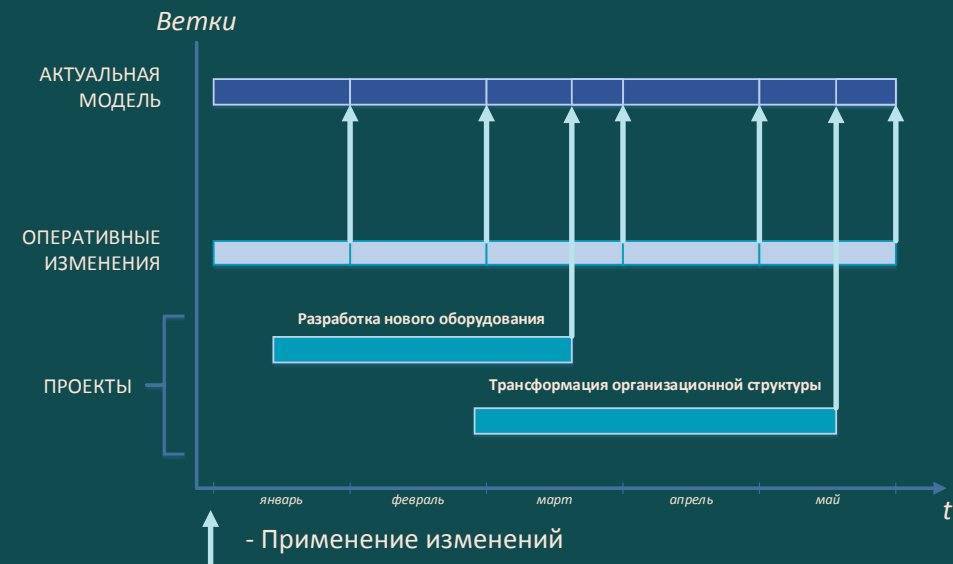 Ветки
АКТУАЛЬНАЯ
МОДЕЛЬ
ОПЕРАТИВНЫЕ
ИЗМЕНЕНИЯ
Разработка нового оборудования
ПРОЕКТЫ
Трансформация организационной структуры
январь
февраль
март
апрель
май
t
- Применение изменений